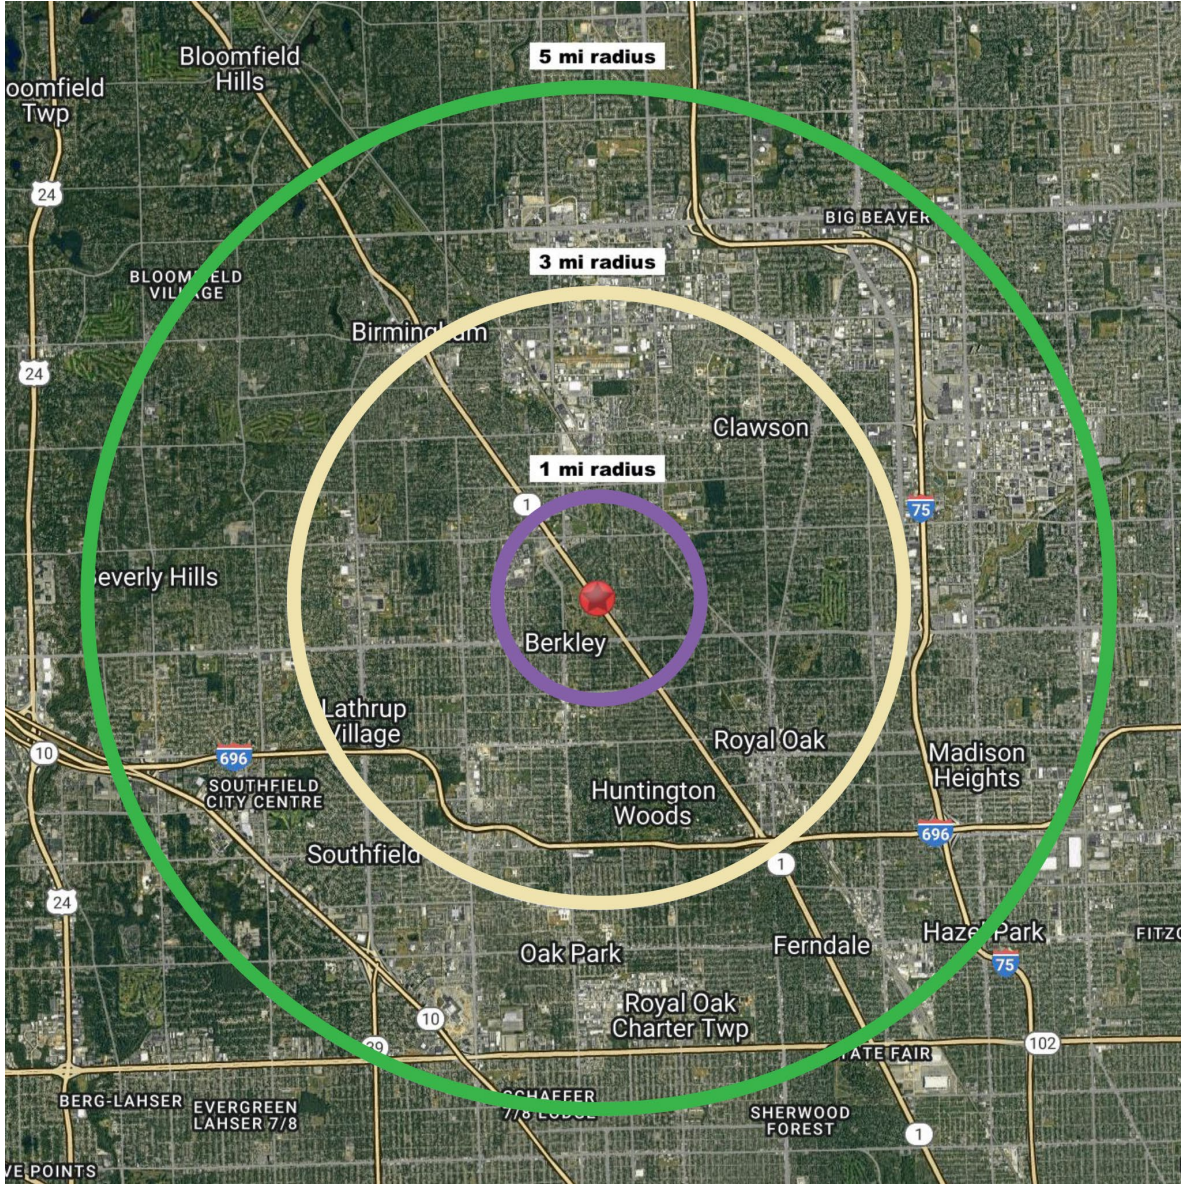 5 mi radius
Bloomfield
Hills
oomfield
Twp
24
BIG BEAVER
3 mi radius
BLOOMFIELD
VILLAGE
Birmingham
24
Clawson
1 mi radius
1
75
Beverly Hills
Berkley
Lathrup
Village
Royal Oak
10
696
Madison
Heights
SOUTHFIELD
CITY CENTRE
Huntington
Woods
696
Southfield
1
24
Oak Park
Ferndale
Hazel Park
FITZG
75
Royal Oak
Charter Twp
10
39
102
STATE FAIR
BERG-LAHSER
EVERGREEN
LAHSER 7/8
SCHAEFER
7/8 LODGE
SHERWOOD
FOREST
1
VE POINTS